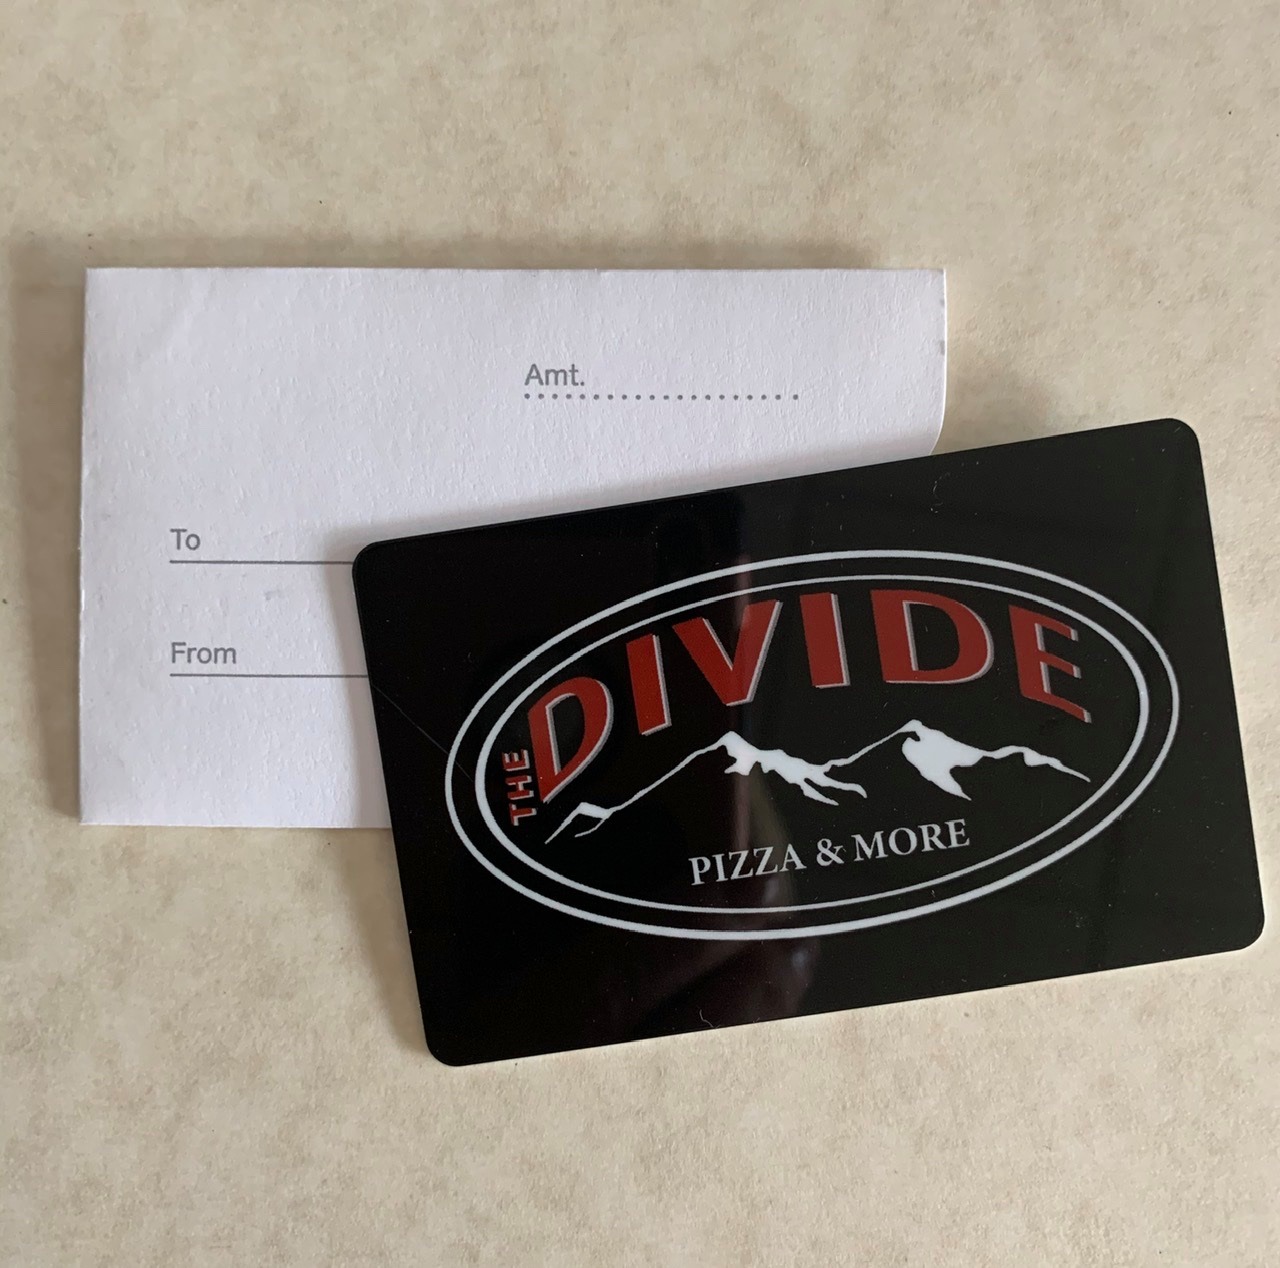 Amt.
To
From
THE DIVIDE
PIZZA & MORE